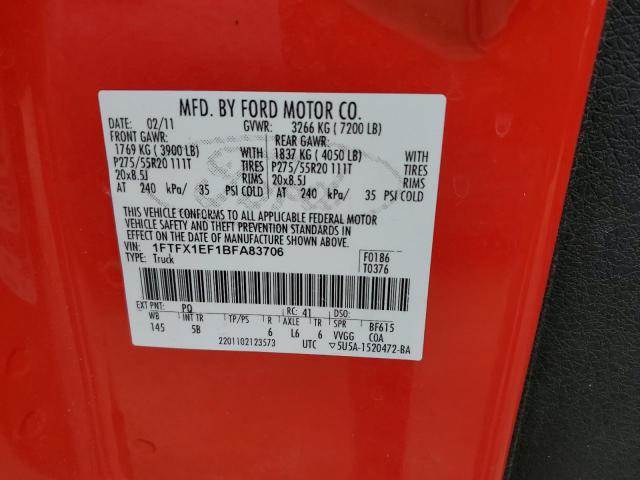 MFD. BY FORD MOTOR CO.
DATE: 02/11 GVWR: 3266 KG ( 7200 LB)
FRONT GAWR: REAR GAWR:
1769 KG ( 3900 LB) WITH 1837 KG ( 4050 LB) WITH
P275/55R20 111T TIRES P275/55R20 111T TIRES
20x8.5J RIMS 20x8.5J RIMS
AT 240 kPa/ 35 PSI COLD AT 240 kPa/ 35 PSI COLD
THIS VEHICLE CONFORMS TO ALL APPLICABLE FEDERAL MOTOR
VEHICLE SAFETY AND THEFT PREVENTION STANDARDS IN
EFFECT ON THE DATE OF MANUFACTURE SHOWN ABOVE.
VIN: 1FTFX1EF1BFA83706 F0186
TYPE: Truck T0376
EXT PNT: PQ RC: 41 DSO:
WB INT TR TP/PS R AXLE TR SPR BF615
145 5B 6 L6 6 VVGG COA
2201102123573 UTC ▽5U5A-1520472-BA